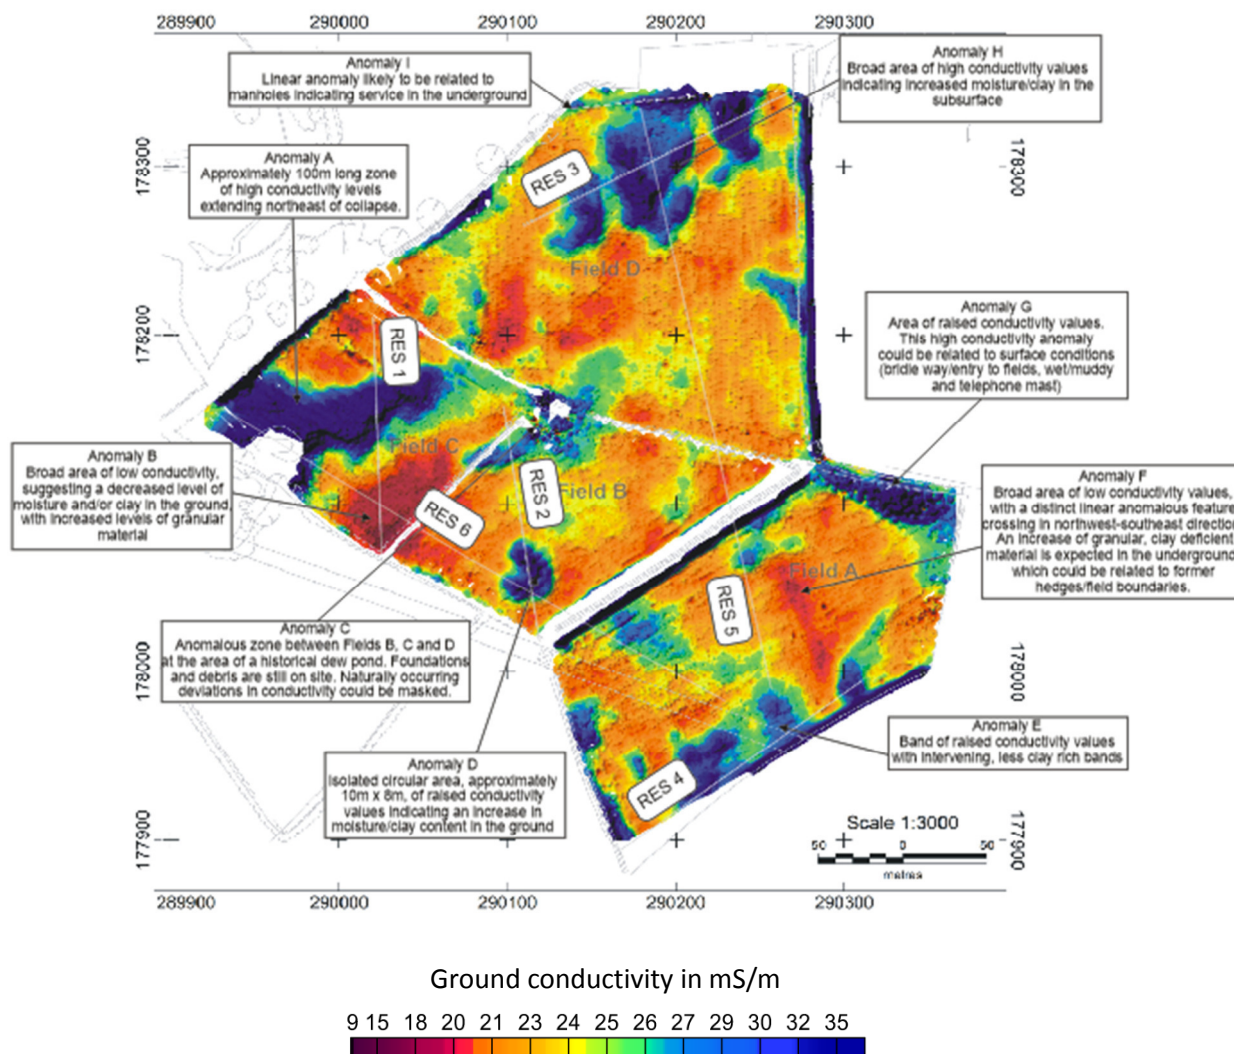 289900 290000 290100 290200 290300
Anomaly I
Linear anomaly likely to be related to
manholes indicating service in the underground
Anomaly H
Broad area of high conductivity values
indicating increased moisture/clay in the
subsurface
Anomaly A
Approximately 100m long zone
of high conductivity levels
extending northeast of collapse.
178300
178300
RES 3
Field D
178200
RES 1
Anomaly G
Area of raised conductivity values.
This high conductivity anomaly
could be related to surface conditions
(bridle way/entry to fields, wet/muddy
and telephone mast)
178200
Anomaly B
Broad area of low conductivity,
suggesting a decreased level of
moisture and/or clay in the ground,
with increased levels of granular
material
Field C
RES 6
RES 2
Field B
Anomaly F
Broad area of low conductivity values,
with a distinct linear anomalous feature
crossing in northwest-southeast direction
An increase of granular, clay deficient
material is expected in the underground
which could be related to former
hedges/field boundaries.
Field A
RES 5
Anomaly C
Anomalous zone between Fields B, C and D
at the area of a historical dew pond. Foundations
and debris are still on site. Naturally occurring
deviations in conductivity could be masked.
178000
178000
Anomaly E
Band of raised conductivity values
with intervening, less clay rich bands
Anomaly D
Isolated circular area, approximately
10m x 8m, of raised conductivity
values indicating an increase in
moisture/clay content in the ground
RES 4
177900
Scale 1:3000
50 0 50
metres
177900
289900 290000 290100 290200 290300
Ground conductivity in mS/m
9 15 18 20 21 23 24 25 26 27 29 30 32 35